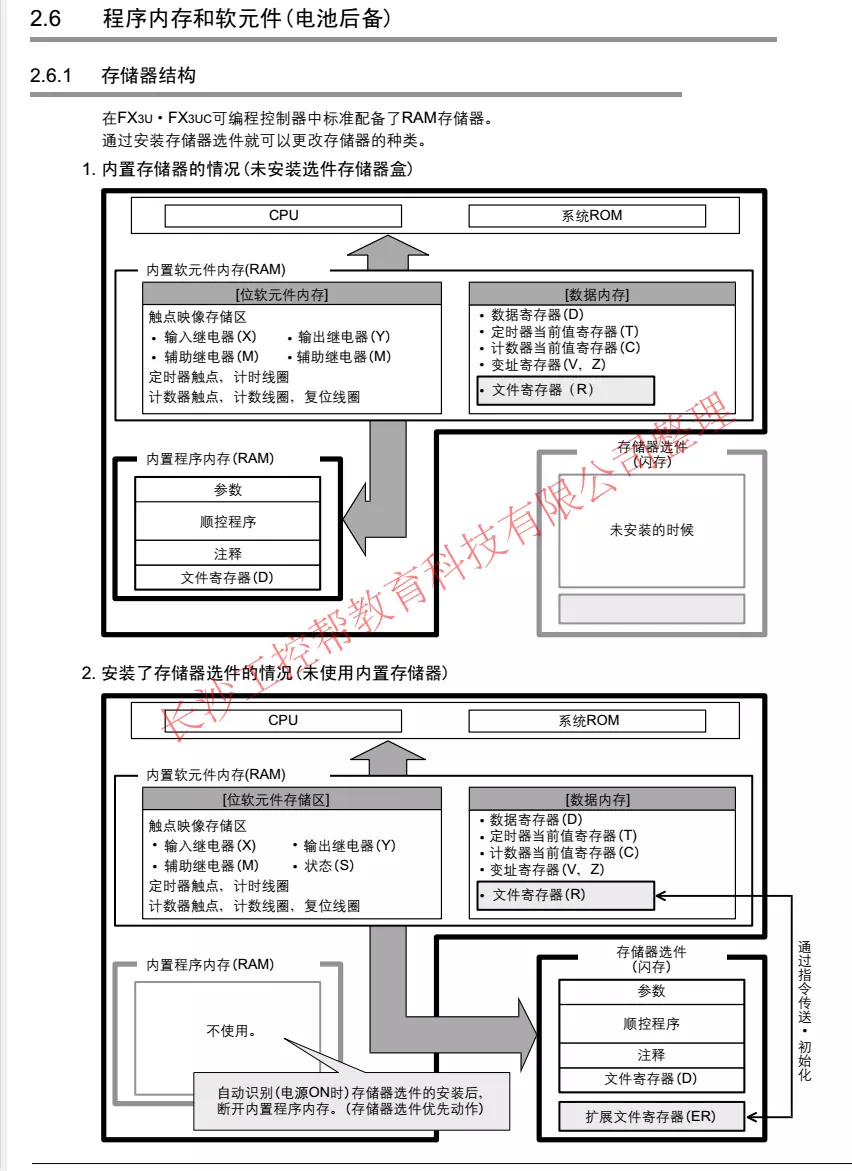 2.6 程序内存和软元件(电池后备)
2.6.1 存储器结构
在FX3U・FX3UC可编程控制器中标准配备了RAM存储器。
通过安装存储器选件就可以更改存储器的种类。
1. 内置存储器的情况(未安装选件存储器盒)
CPU
系统ROM
内置软元件内存(RAM)
[位软元件内存]
触点映像存储区
• 输入继电器(X) • 输出继电器(Y)
• 辅助继电器(M) • 辅助继电器(M)
定时器触点，计时线圈
计数器触点，计数线圈，复位线圈
[数据内存]
• 数据寄存器(D)
• 定时器当前值寄存器(T)
• 计数器当前值寄存器(C)
• 变址寄存器(V，Z)
• 文件寄存器（R）
内置程序内存(RAM)
参数
顺控程序
注释
文件寄存器(D)
存储器选件
(闪存)
未安装的时候
长沙工控帮教育科技有限公司整理
2. 安装了存储器选件的情况(未使用内置存储器)
CPU
系统ROM
内置软元件内存(RAM)
[位软元件存储区]
触点映像存储区
• 输入继电器(X) • 输出继电器(Y)
• 辅助继电器(M) • 状态(S)
定时器触点，计时线圈
计数器触点，计数线圈，复位线圈
[数据内存]
• 数据寄存器(D)
• 定时器当前值寄存器(T)
• 计数器当前值寄存器(C)
• 变址寄存器(V，Z)
• 文件寄存器(R)
内置程序内存(RAM)
不使用。
自动识别(电源ON时)存储器选件的安装后，
断开内置程序内存。(存储器选件优先动作)
存储器选件
(闪存)
参数
顺控程序
注释
文件寄存器(D)
扩展文件寄存器(ER)
通过指令传送・初始化